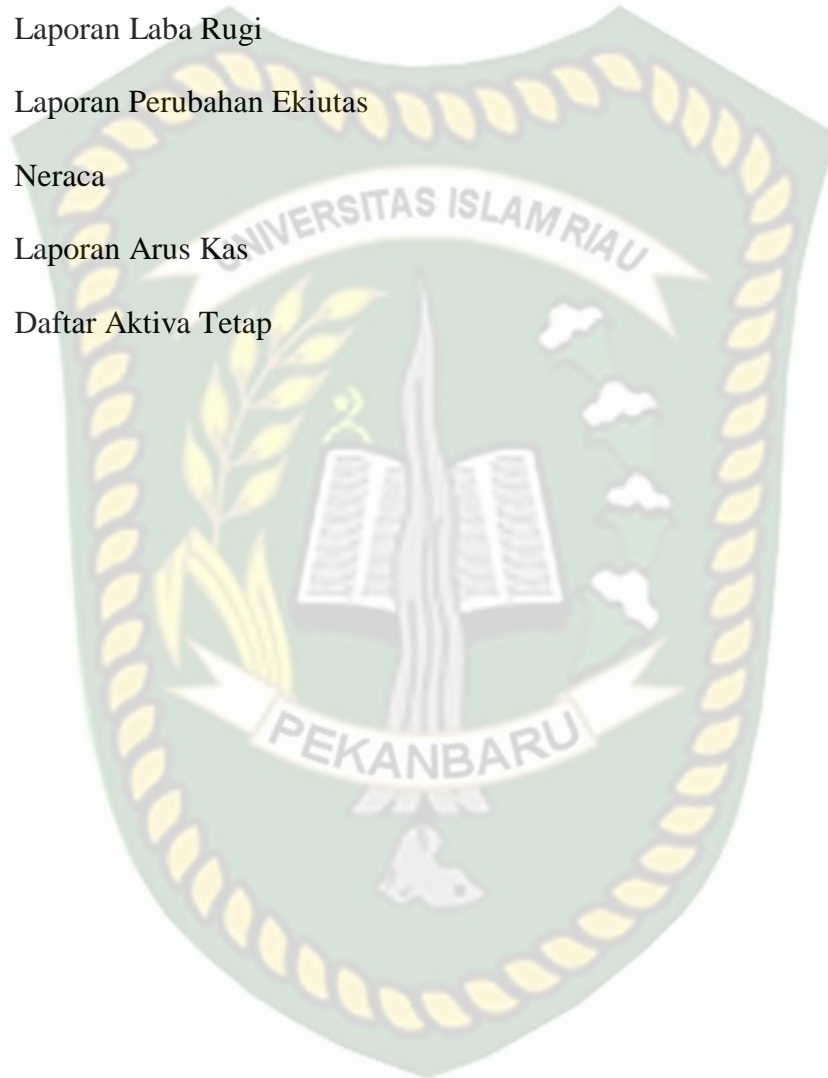 Laporan Laba Rugi
Laporan Perubahan Ekiutas
Neraca
UNIVERSITAS ISLAM RIAU
Laporan Arus Kas
Daftar Aktiva Tetap
PEKANBARU